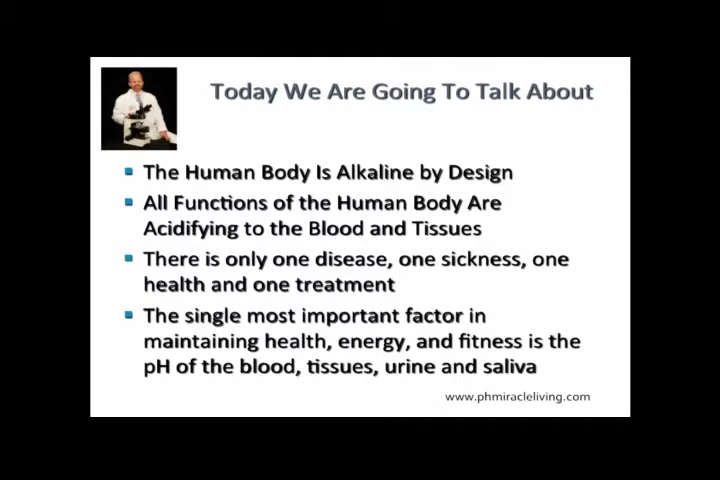 Today We Are Going To Talk About
The Human Body Is Alkaline by Design
All Functions of the Human Body Are
Acidifying to the Blood and Tissues
There is only one disease, one sickness, one
health and one treatment
The single most important factor in
maintaining health, energy, and fitness is the
pH of the blood, tissues, urine and saliva
www.phmiracleliving.com